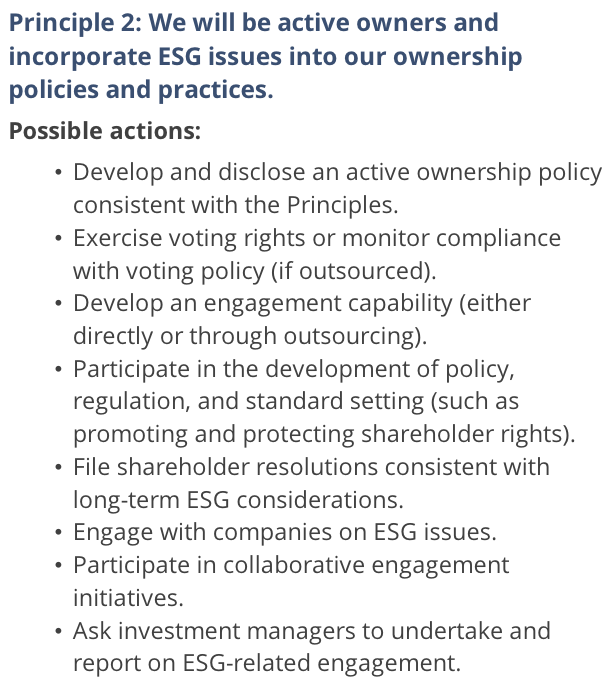 Principle 2: We will be active owners and
incorporate ESG issues into our ownership
policies and practices.
Possible actions:
• Develop and disclose an active ownership policy
consistent with the Principles.
• Exercise voting rights or monitor compliance
with voting policy (if outsourced).
• Develop an engagement capability (either
directly or through outsourcing).
• Participate in the development of policy,
regulation, and standard setting (such as
promoting and protecting shareholder rights).
• File shareholder resolutions consistent with
long-term ESG considerations.
• Engage with companies on ESG issues.
• Participate in collaborative engagement
initiatives.
• Ask investment managers to undertake and
report on ESG-related engagement.